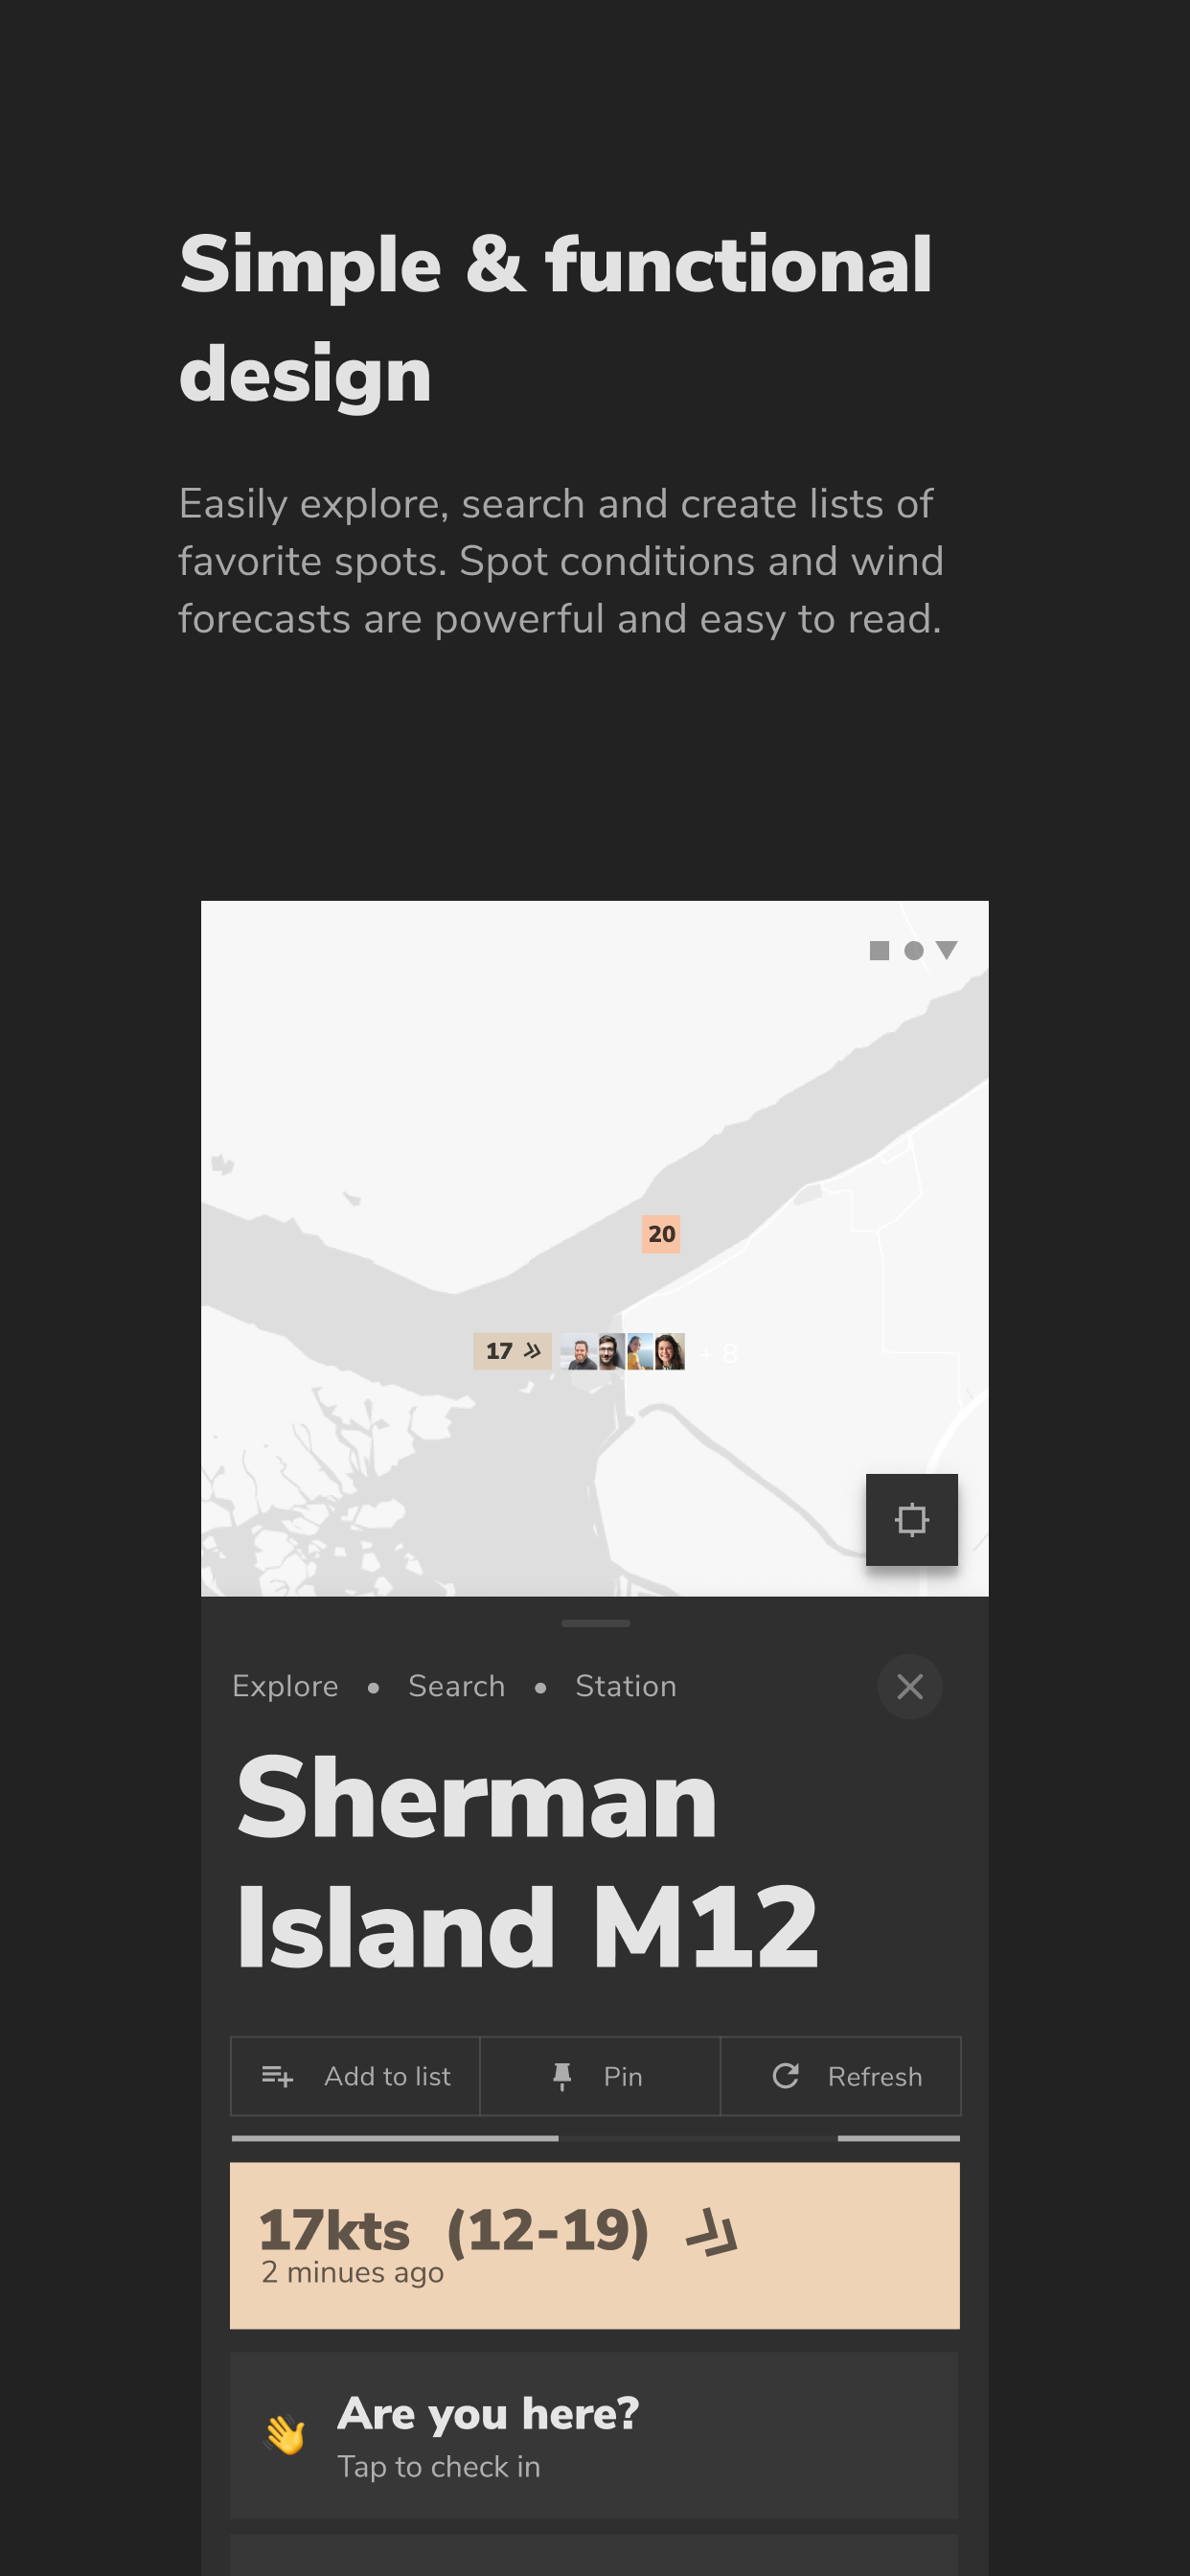 Simple & functional
design
Easily explore, search and create lists of
favorite spots. Spot conditions and wind
forecasts are powerful and easy to read.
20
17
+ 8
Explore • Search • Station
Sherman
Island M12
Add to list
Pin
Refresh
17kts (12-19)
2 minues ago
Are you here?
Tap to check in